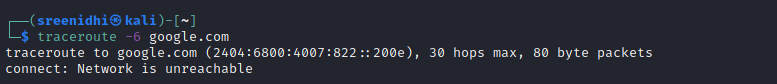 ┌──(sreenidhi㉿kali)-[~]
└─$ traceroute -6 google.com
traceroute to google.com (2404:6800:4007:822::200e), 30 hops max, 80 byte packets
connect: Network is unreachable